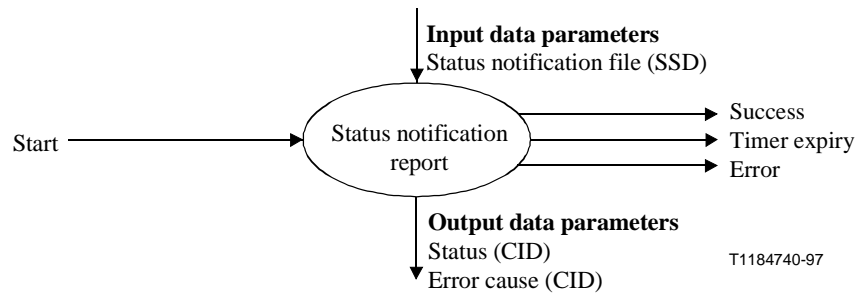 Input data parameters
Status notification file (SSD)
Start
Status notification
report
Success
Timer expiry
Error
Output data parameters
Status (CID)
Error cause (CID)
T1184740-97